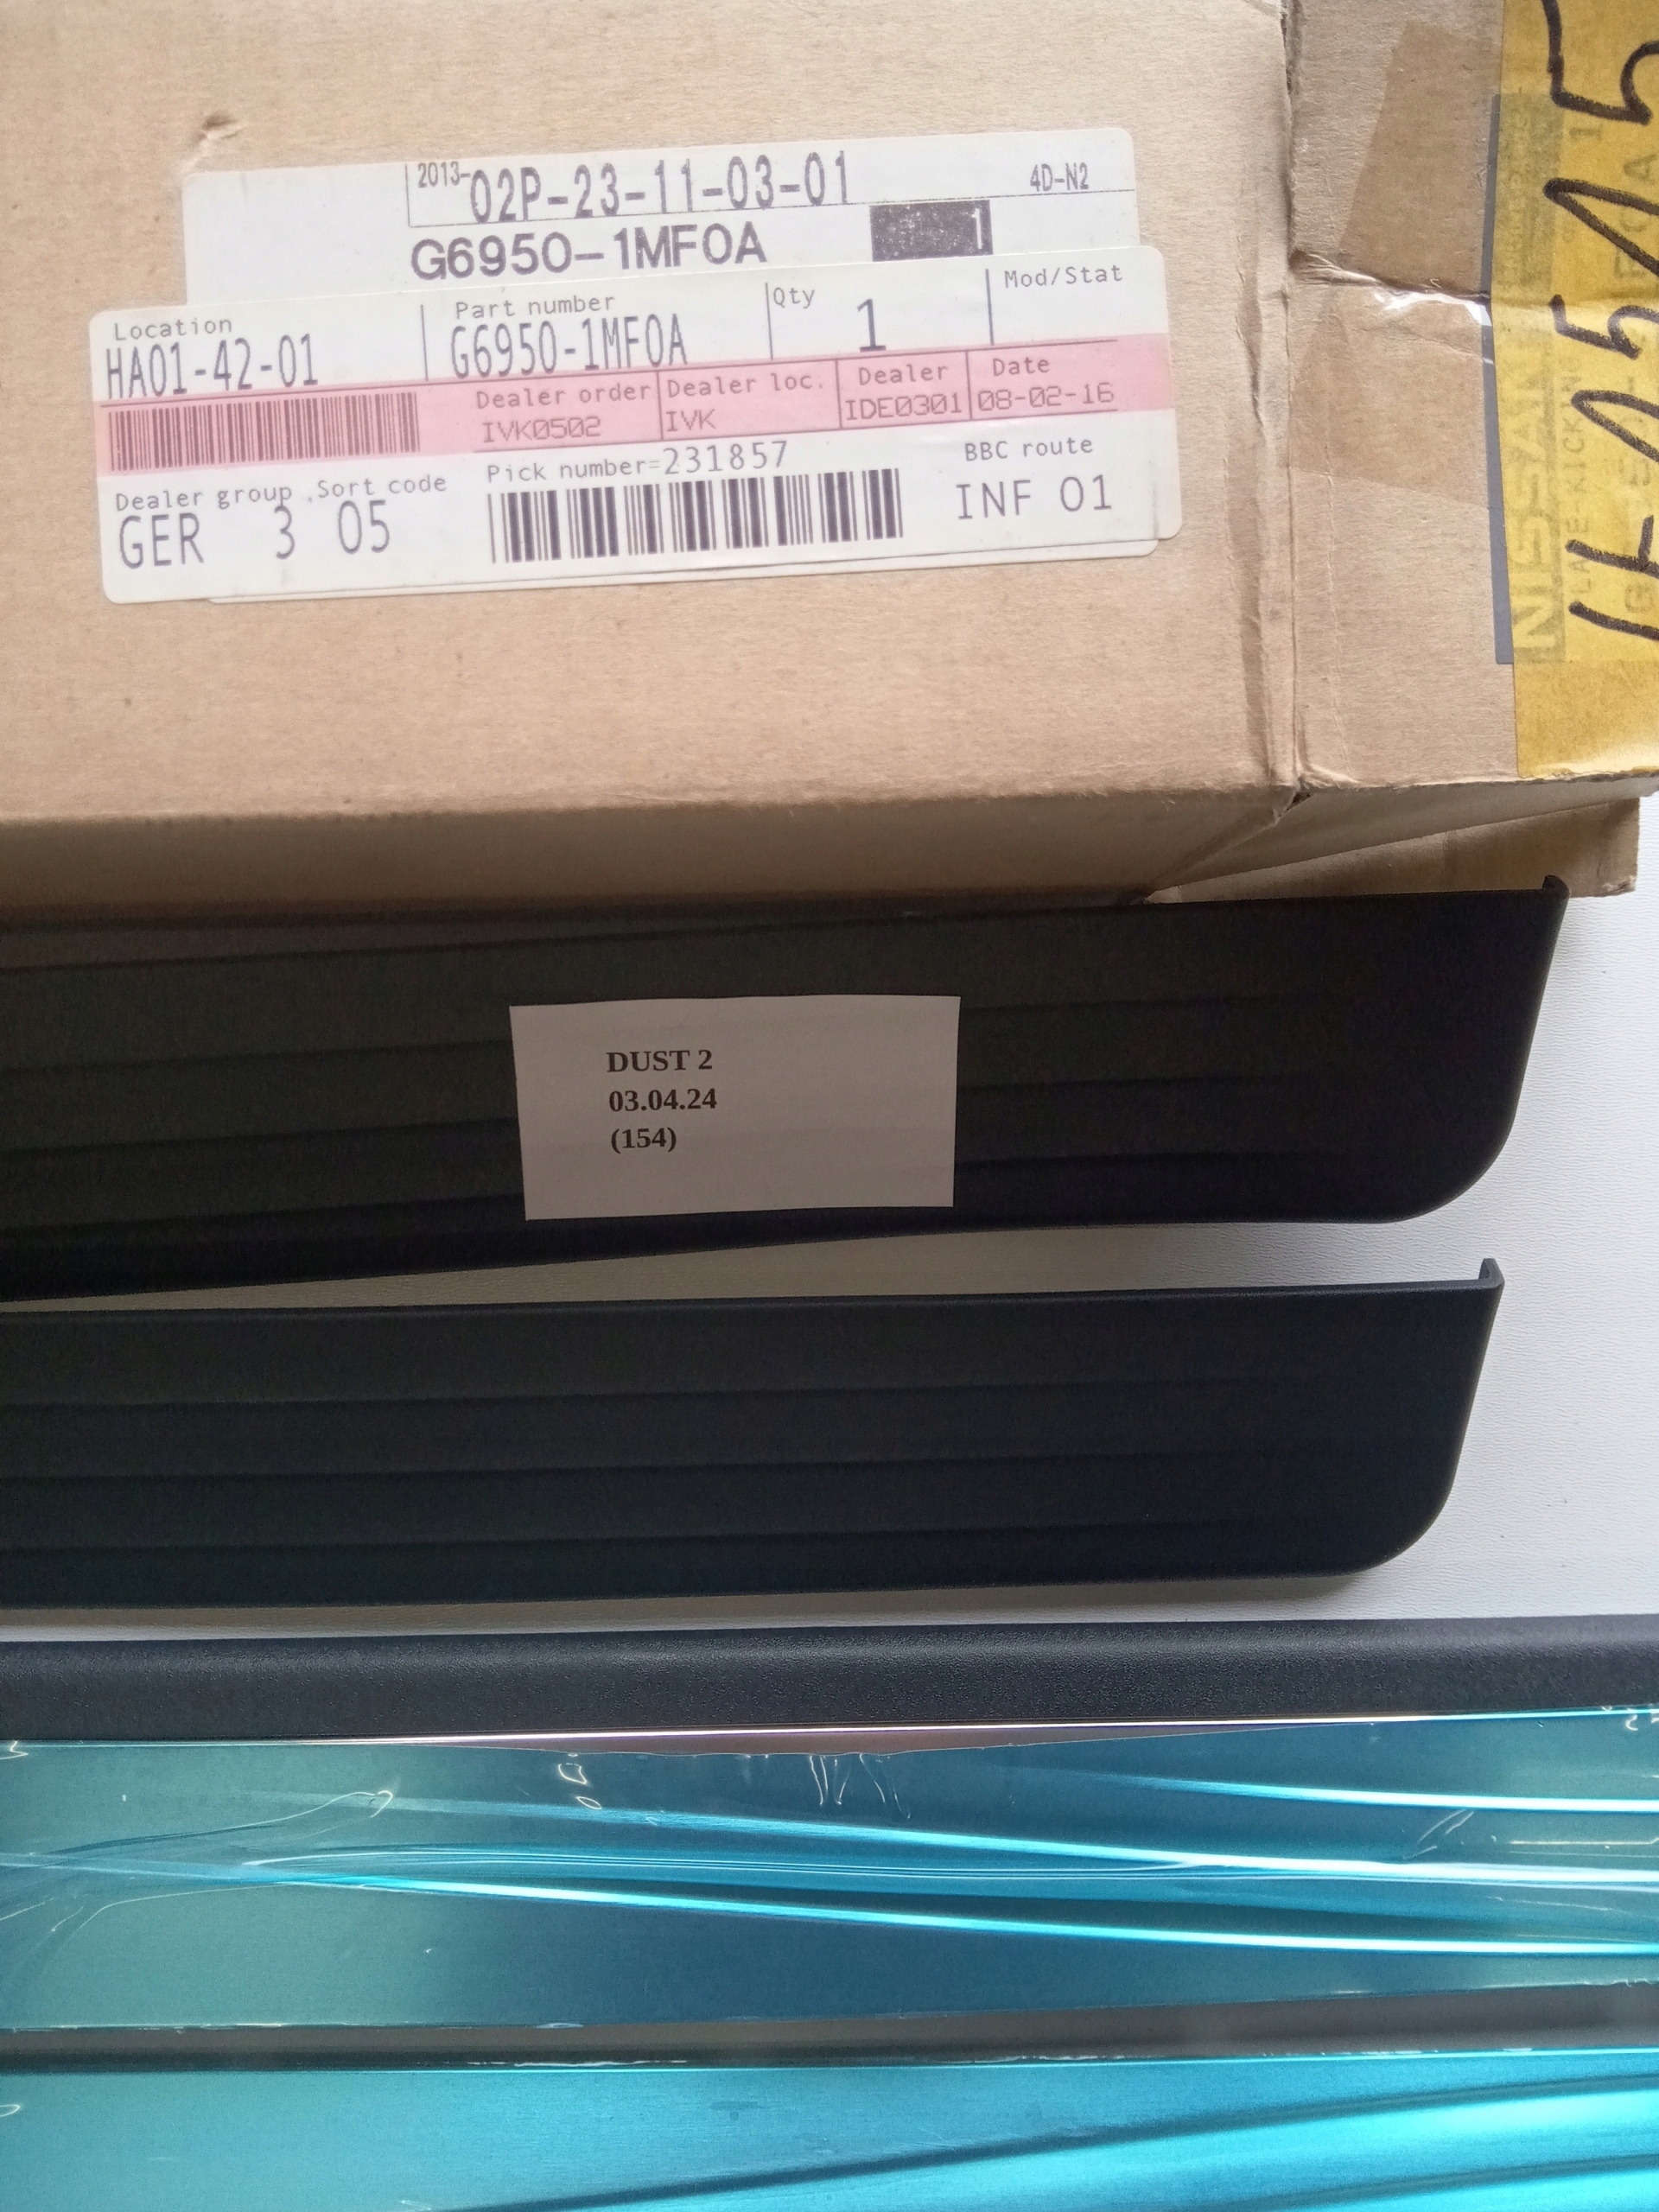 2013-02P-23-11-03-01 4D-N2
G6950-1MF0A 1
Location Part number Qty Mod/Stat
HA01-42-01 G6950-1MF0A 1
Dealer order Dealer loc. Dealer Date
IVK0502 IVK IDE0301 08-02-16
Dealer group Sort code Pick number=231857 BBC route
GER 3 05 INF 01
NISSAN
DUST 2
03.04.24
(154)